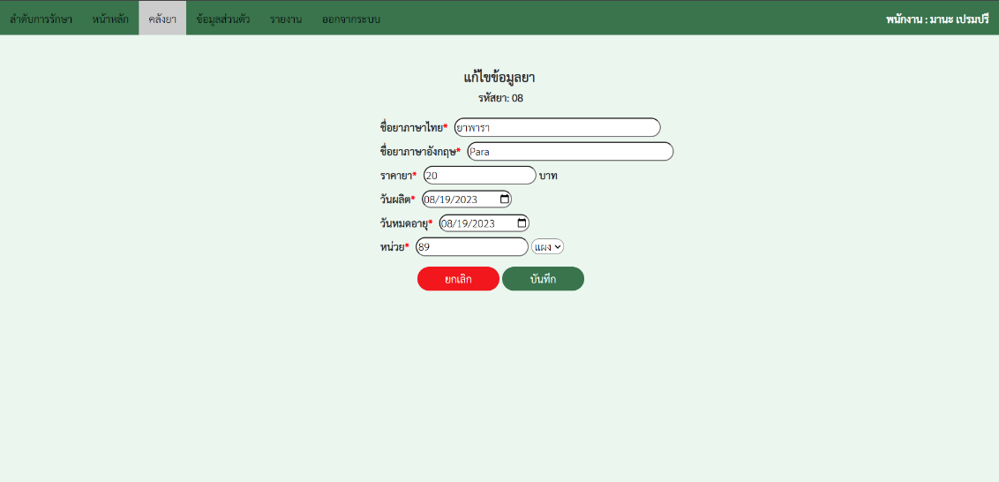 ลำดับการรักษา หน้าหลัก คลังยา ข้อมูลส่วนตัว รายงาน ออกจากระบบ พนักงาน : มานะ เปรมปรี
แก้ไขข้อมูลยา
รหัสยา: 08
ชื่อยาภาษาไทย* ยาพารา
ชื่อยาภาษาอังกฤษ* Para
ราคายา* 20 บาท
วันผลิต* 08/19/2023
วันหมดอายุ* 08/19/2023
หน่วย* 89 แผง
ยกเลิก บันทึก